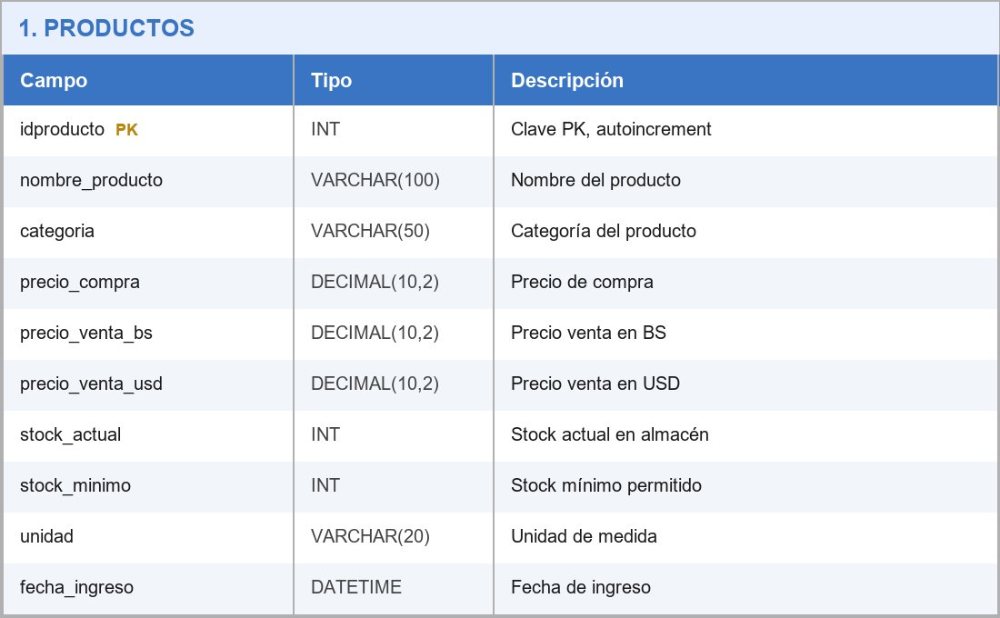 1. PRODUCTOS
Campo Tipo Descripción
idproducto PK INT Clave PK, autoincrement
nombre_producto VARCHAR(100) Nombre del producto
categoria VARCHAR(50) Categoría del producto
precio_compra DECIMAL(10,2) Precio de compra
precio_venta_bs DECIMAL(10,2) Precio venta en BS
precio_venta_usd DECIMAL(10,2) Precio venta en USD
stock_actual INT Stock actual en almacén
stock_minimo INT Stock mínimo permitido
unidad VARCHAR(20) Unidad de medida
fecha_ingreso DATETIME Fecha de ingreso